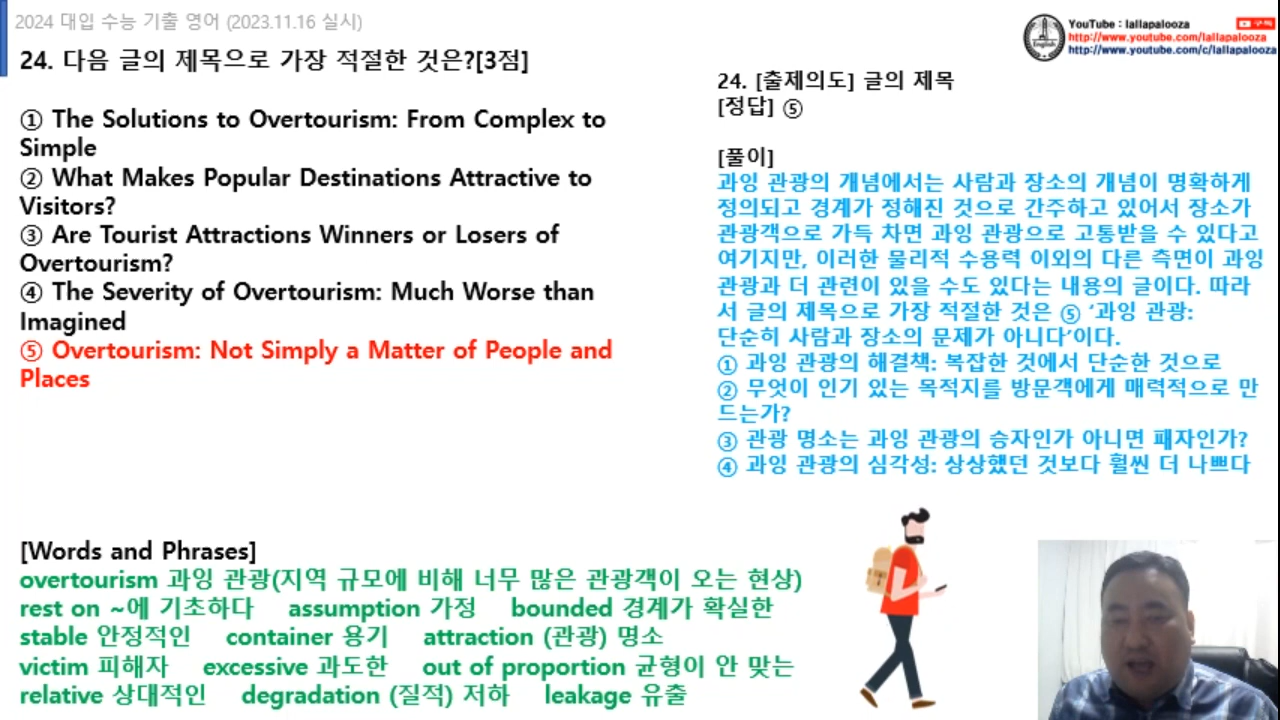 2024 대입 수능 기출 영어 (2023.11.16 실시)
YouTube : lallapalooza
구독
http://www.youtube.com/lallapalooza
http://www.youtube.com/c/lallapalooza
English
24. 다음 글의 제목으로 가장 적절한 것은?[3점]
① The Solutions to Overtourism: From Complex to
Simple
② What Makes Popular Destinations Attractive to
Visitors?
③ Are Tourist Attractions Winners or Losers of
Overtourism?
④ The Severity of Overtourism: Much Worse than
Imagined
⑤ Overtourism: Not Simply a Matter of People and
Places
24. [출제의도] 글의 제목
[정답] ⑤
[풀이]
과잉 관광의 개념에서는 사람과 장소의 개념이 명확하게
정의되고 경계가 정해진 것으로 간주하고 있어서 장소가
관광객으로 가득 차면 과잉 관광으로 고통받을 수 있다고
여기지만, 이러한 물리적 수용력 이외의 다른 측면이 과잉
관광과 더 관련이 있을 수도 있다는 내용의 글이다. 따라
서 글의 제목으로 가장 적절한 것은 ⑤ ‘과잉 관광:
단순히 사람과 장소의 문제가 아니다’이다.
① 과잉 관광의 해결책: 복잡한 것에서 단순한 것으로
② 무엇이 인기 있는 목적지를 방문객에게 매력적으로 만
드는가?
③ 관광 명소는 과잉 관광의 승자인가 아니면 패자인가?
④ 과잉 관광의 심각성: 상상했던 것보다 훨씬 더 나쁘다
[Words and Phrases]
overtourism 과잉 관광(지역 규모에 비해 너무 많은 관광객이 오는 현상)
rest on ~에 기초하다 assumption 가정 bounded 경계가 확실한
stable 안정적인 container 용기 attraction (관광) 명소
victim 피해자 excessive 과도한 out of proportion 균형이 안 맞는
relative 상대적인 degradation (질적) 저하 leakage 유출